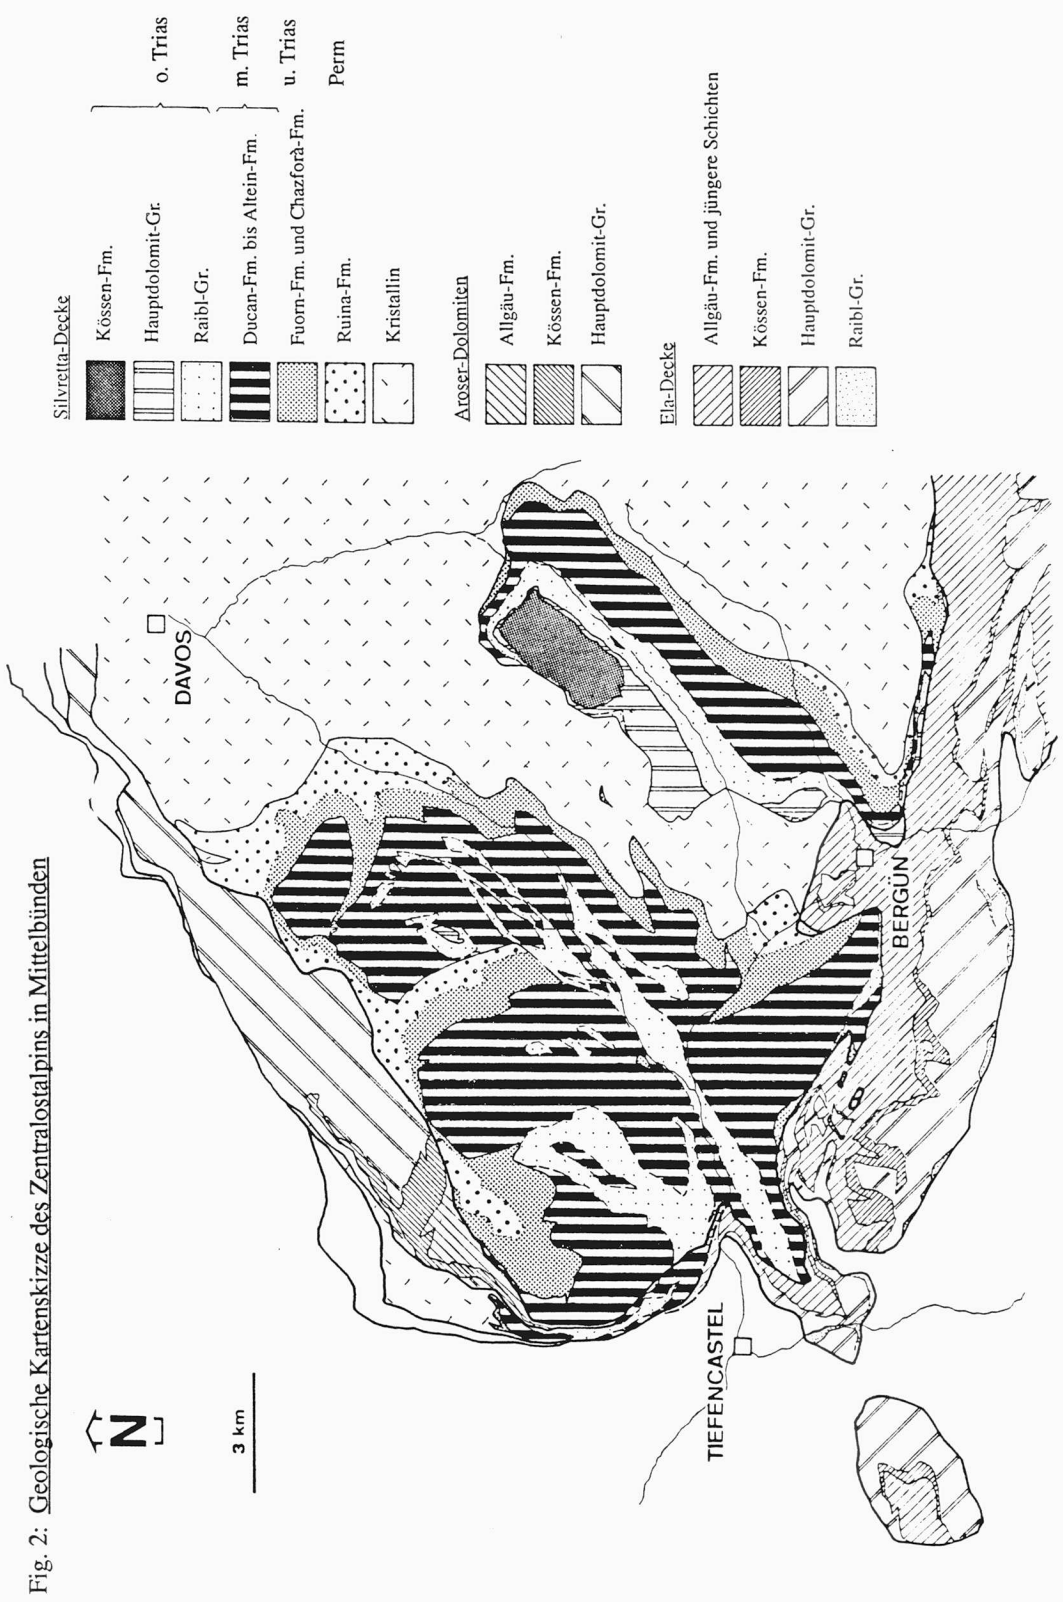 Fig. 2: Geologische Kartenskizze des Zentralostalpins in Mittelbünden
N
3 km
DAVOS
TIEFENCASTEL
BERGÜN
Silvretta-Decke
Kössen-Fm.
Hauptdolomit-Gr.
Raibl-Gr.
o. Trias
Ducan-Fm. bis Altein-Fm.
m. Trias
Fuorn-Fm. und Chazforà-Fm.
u. Trias
Ruina-Fm.
Perm
Kristallin
Aroser-Dolomiten
Allgäu-Fm.
Kössen-Fm.
Hauptdolomit-Gr.
Ela-Decke
Allgäu-Fm. und jüngere Schichten
Kössen-Fm.
Hauptdolomit-Gr.
Raibl-Gr.